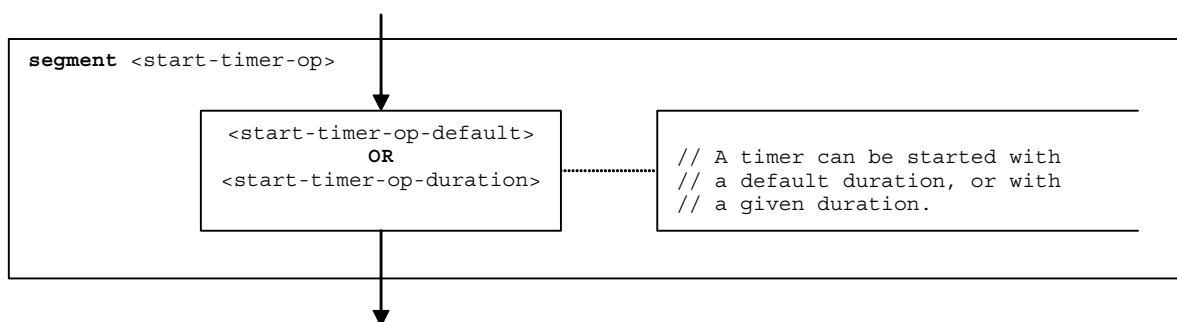 segment <start-timer-op>
<start-timer-op-default>
OR
<start-timer-op-duration>
// A timer can be started with
// a default duration, or with
// a given duration.